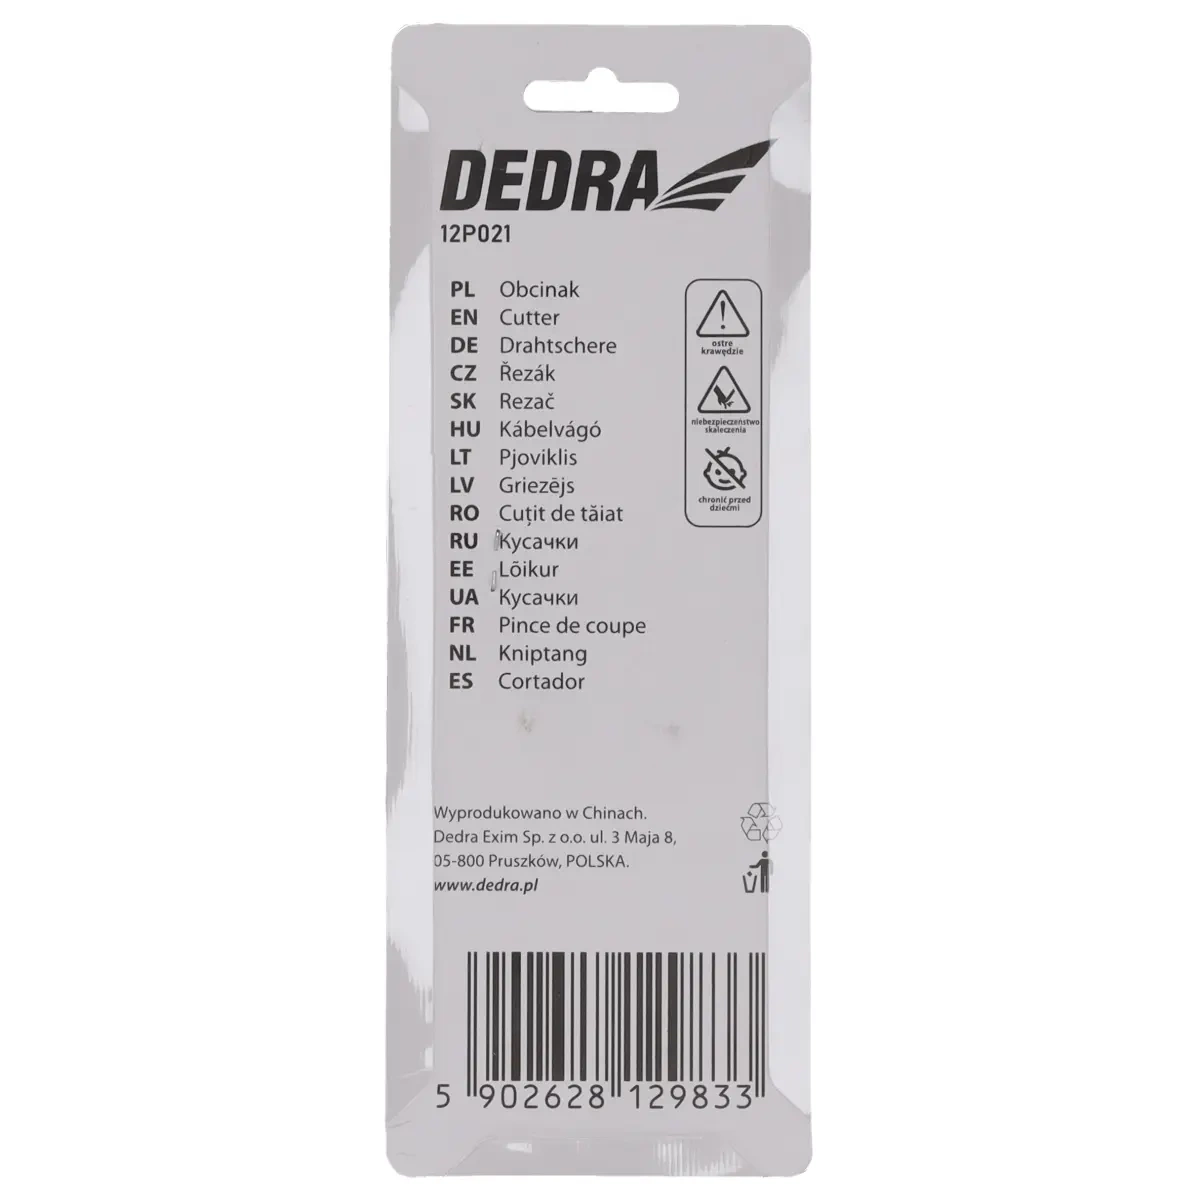 DEDRA
12P021
PL Obcinak
EN Cutter
DE Drahtschere
CZ Řezák
SK Rezač
HU Kábelvágó
LT Pjoviklis
LV Griezējs
RO Cuțit de tăiat
RU Кусачки
EE Lõikur
UA Кусачки
FR Pince de coupe
NL Kniptang
ES Cortador
ostre
krawędzie
niebezpieczeństwo
skaleczenia
chronić przed
dziećmi
Wyprodukowano w Chinach.
Dedra Exim Sp. z o.o. ul. 3 Maja 8,
05-800 Pruszków, POLSKA.
www.dedra.pl
5 902628 129833